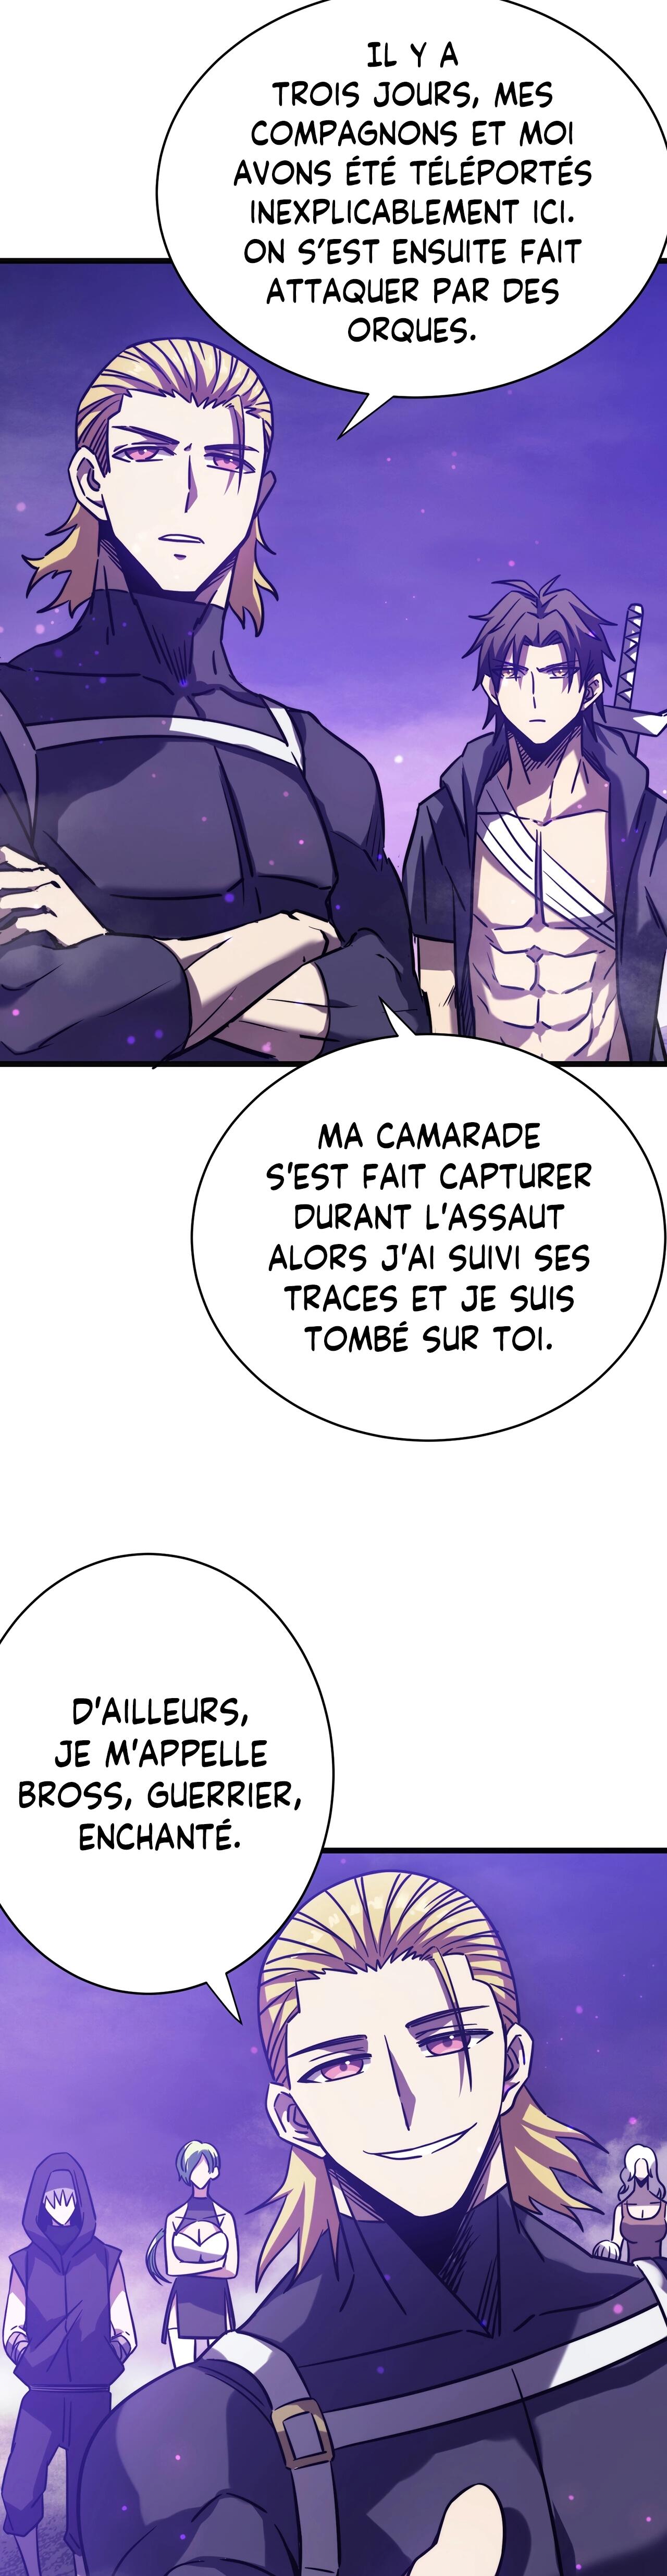 IL Y A
TROIS JOURS, MES
COMPAGNONS ET MOI
AVONS ÉTÉ TÉLÉPORTÉS
INEXPLICABLEMENT ICI.
ON S'EST ENSUITE FAIT
ATTAQUER PAR DES
ORQUES.
MA CAMARADE
S'EST FAIT CAPTURER
DURANT L'ASSAUT
ALORS J'AI SUIVI SES
TRACES ET JE SUIS
TOMBÉ SUR TOI.
D'AILLEURS,
JE M'APPELLE
BROSS, GUERRIER,
ENCHANTÉ.